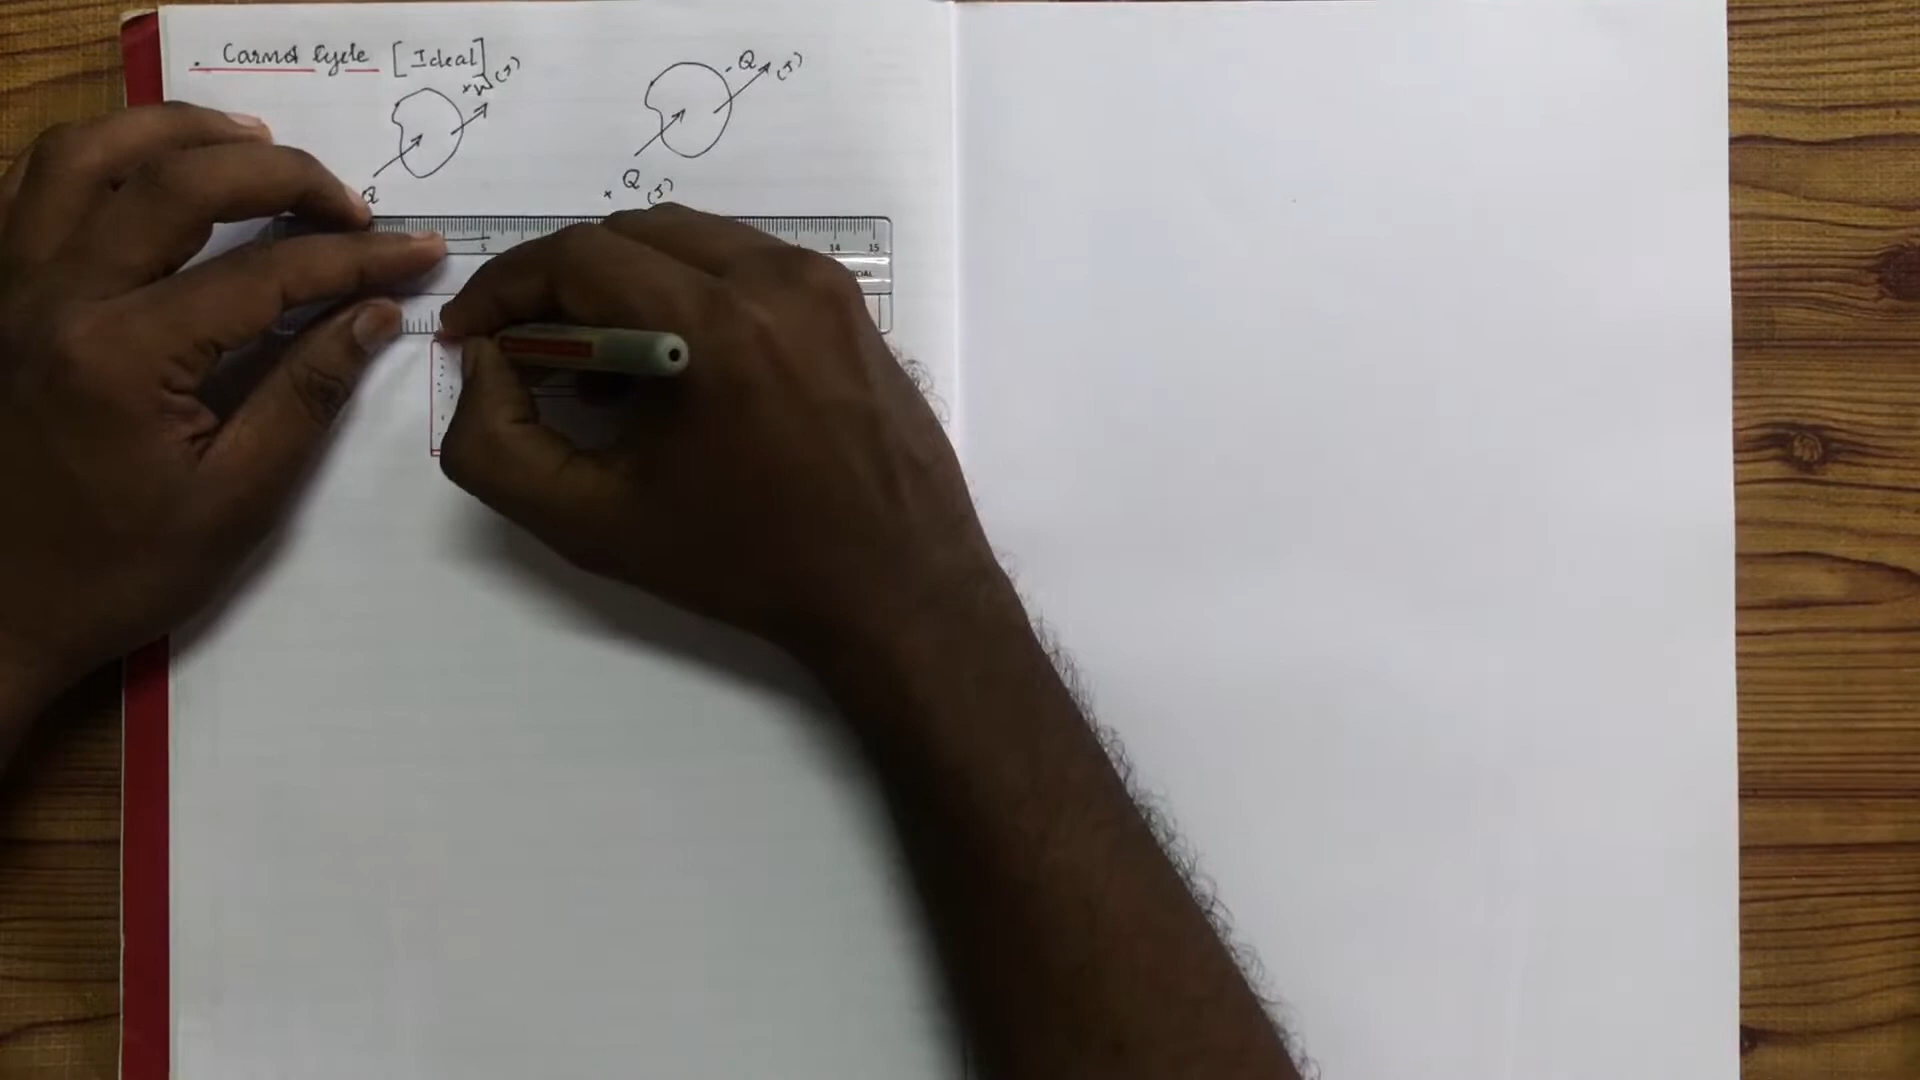 . Carnot Cycle [Ideal]
+W (J)
Q
- Q (J)
+ Q (J)
5 14 15